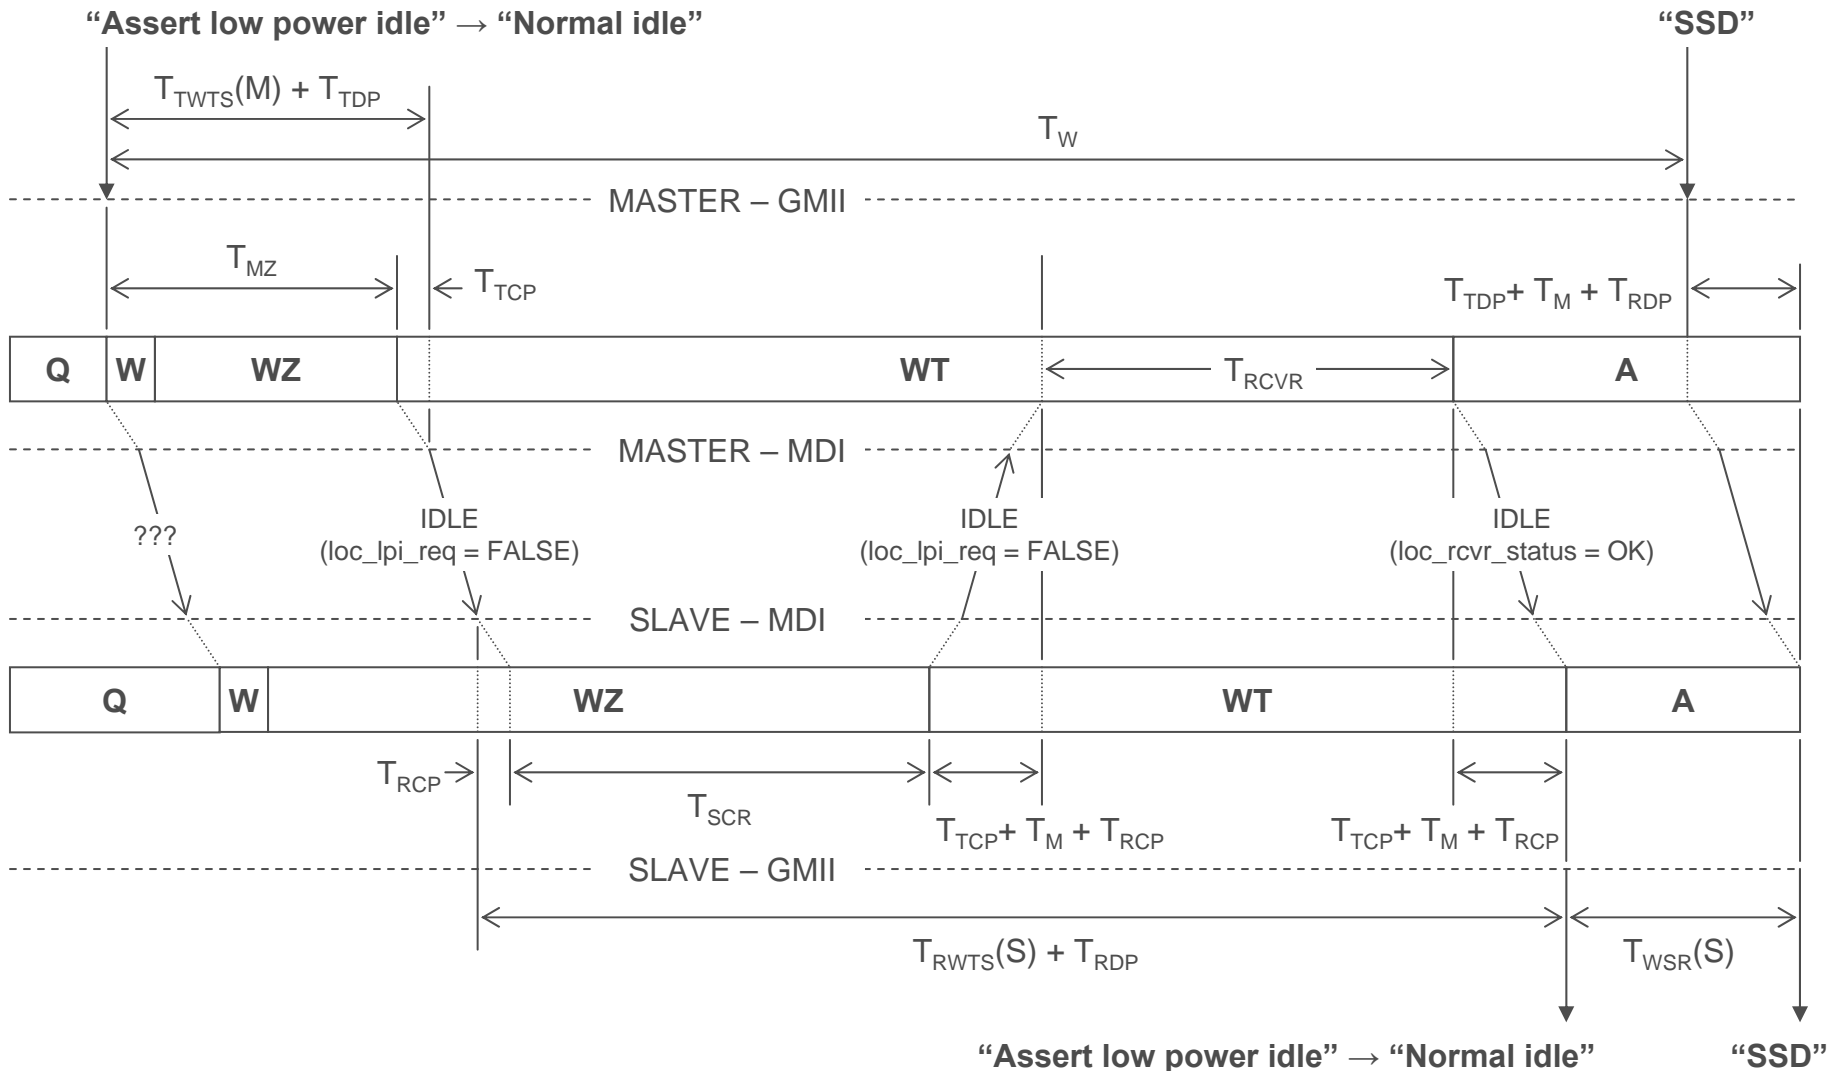 “Assert low power idle” → “Normal idle” “SSD”
T_TWTS(M) + T_TDP
T_W
MASTER – GMII
T_MZ
T_TCP
T_TDP+ T_M + T_RDP
Q W WZ WT T_RCVR A
MASTER – MDI
???
IDLE
(loc_lpi_req = FALSE)
IDLE
(loc_lpi_req = FALSE)
IDLE
(loc_rcvr_status = OK)
SLAVE – MDI
Q W WZ WT A
T_RCP
T_SCR
T_TCP+ T_M + T_RCP
T_TCP+ T_M + T_RCP
SLAVE – GMII
T_RWTS(S) + T_RDP
T_WSR(S)
“Assert low power idle” → “Normal idle” “SSD”